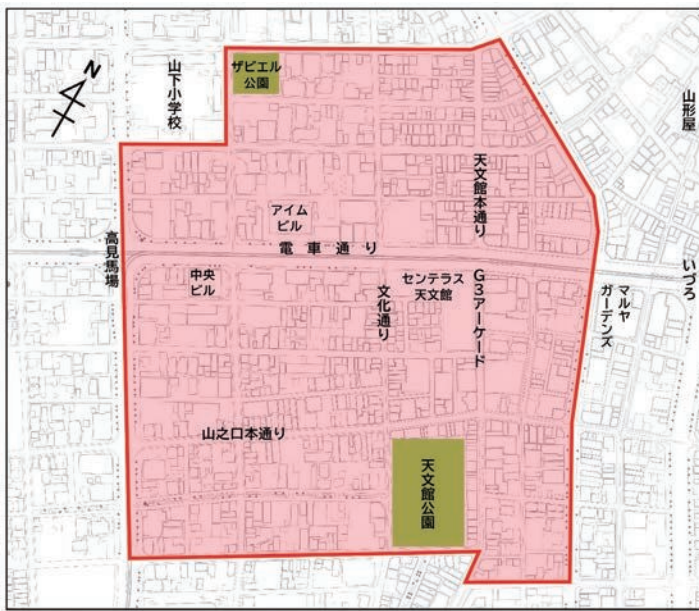 N
山下小学校
ザビエル
公園
山形屋
天文館本通り
アイム
ビル
高見馬場
電車通り
いづろ
中央
ビル
センテラス
天文館
G3アーケード
文化通り
マルヤ
ガーデンズ
山之口本通り
天文館公園